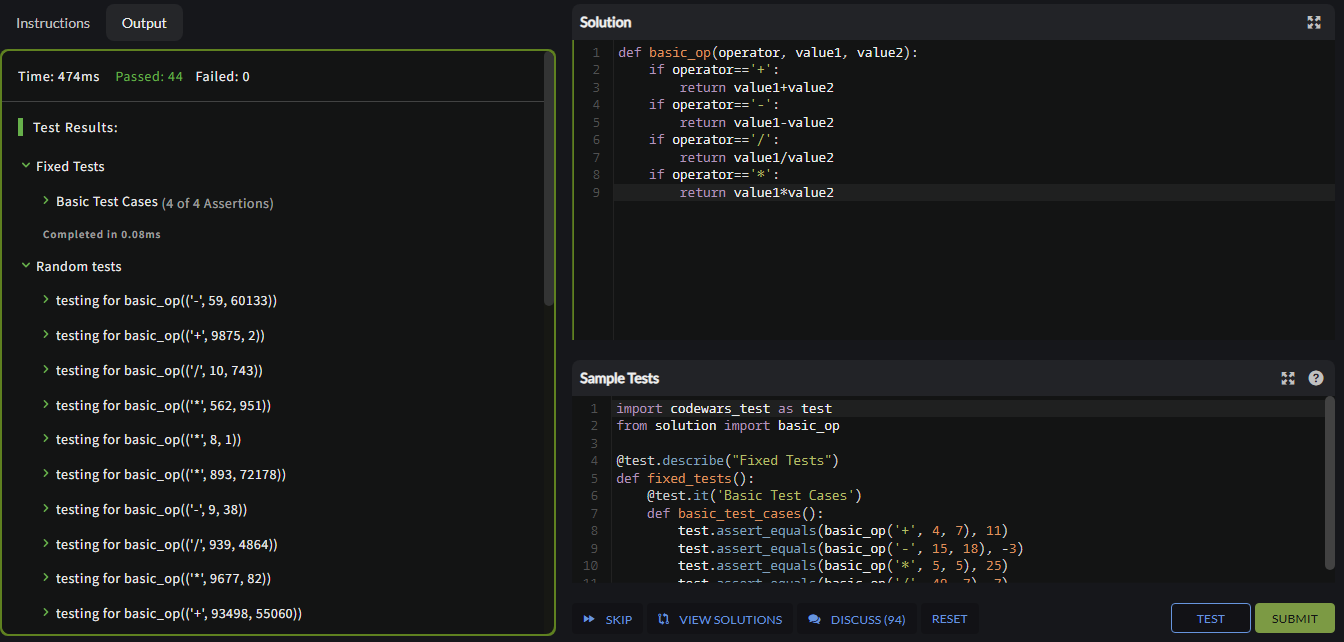 Instructions
Output
Time: 474ms Passed: 44 Failed: 0
Test Results:
Fixed Tests
Basic Test Cases (4 of 4 Assertions)
Completed in 0.08ms
Random tests
testing for basic_op(('-', 59, 60133))
testing for basic_op(('+', 9875, 2))
testing for basic_op(('/', 10, 743))
testing for basic_op(('*', 562, 951))
testing for basic_op(('*', 8, 1))
testing for basic_op(('*', 893, 72178))
testing for basic_op(('-', 9, 38))
testing for basic_op(('/', 939, 4864))
testing for basic_op(('*', 9677, 82))
testing for basic_op(('+', 93498, 55060))
Solution
1 def basic_op(operator, value1, value2):
2     if operator=='+':
3         return value1+value2
4     if operator=='-':
5         return value1-value2
6     if operator=='/':
7         return value1/value2
8     if operator=='*':
9         return value1*value2
Sample Tests
?
1 import codewars_test as test
2 from solution import basic_op
3
4 @test.describe("Fixed Tests")
5 def fixed_tests():
6     @test.it('Basic Test Cases')
7     def basic_test_cases():
8         test.assert_equals(basic_op('+', 4, 7), 11)
9         test.assert_equals(basic_op('-', 15, 18), -3)
10         test.assert_equals(basic_op('*', 5, 5), 25)
11         test.assert_equals(basic_op('/', 49, 7), 7)
SKIP
VIEW SOLUTIONS
DISCUSS (94)
RESET
TEST
SUBMIT